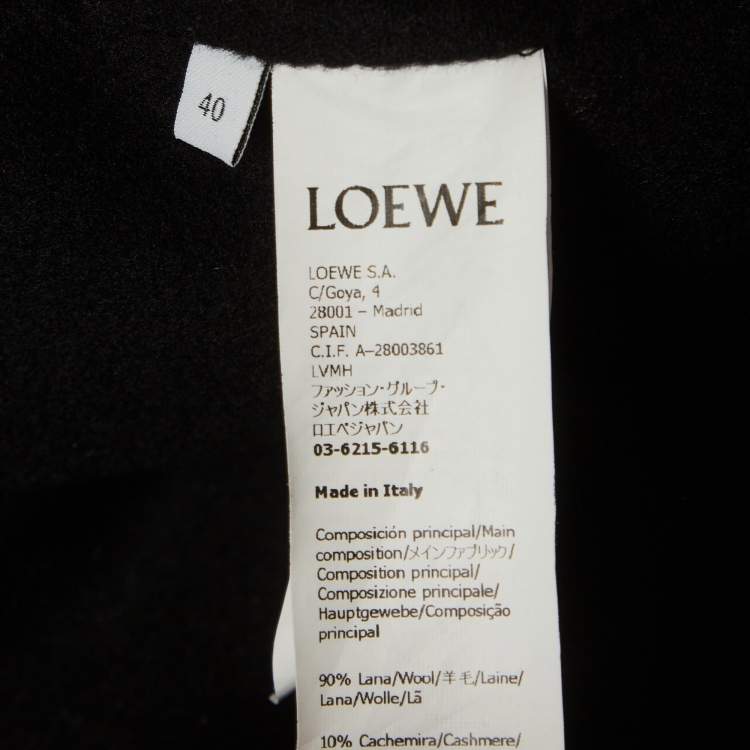 40
LOEWE
LOEWE S.A.
C/Goya, 4
28001 – Madrid
SPAIN
C.I.F. A–28003861
LVMH
ファッション・グループ・
ジャパン株式会社
ロエベジャパン
03-6215-6116
Made in Italy
Composición principal/Main
composition/メインファブリック/
Composition principal/
Composizione principale/
Hauptgewebe/Composição
principal
90% Lana/Wool/羊毛/Laine/
Lana/Wolle/Lã
10% Cachemira/Cashmere/